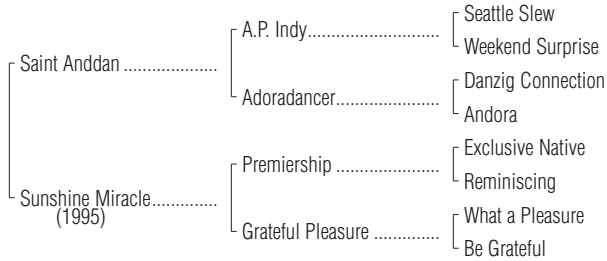 Seattle Slew
A.P. Indy.............................
Weekend Surprise
Saint Anddan ....................
Danzig Connection
Adoradancer.......................
Andora
Exclusive Native
Premiership .......................
Reminiscing
Sunshine Miracle..............
(1995)
What a Pleasure
Grateful Pleasure ..............
Be Grateful